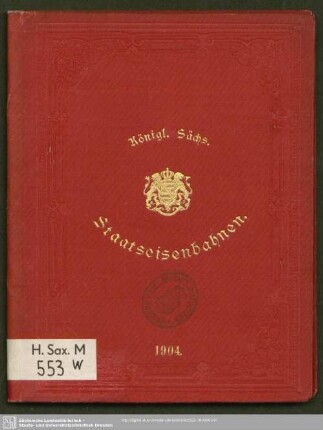 Königl. Sächs.
Staatseisenbahnen.
1904.
H. Sax. M
553 W